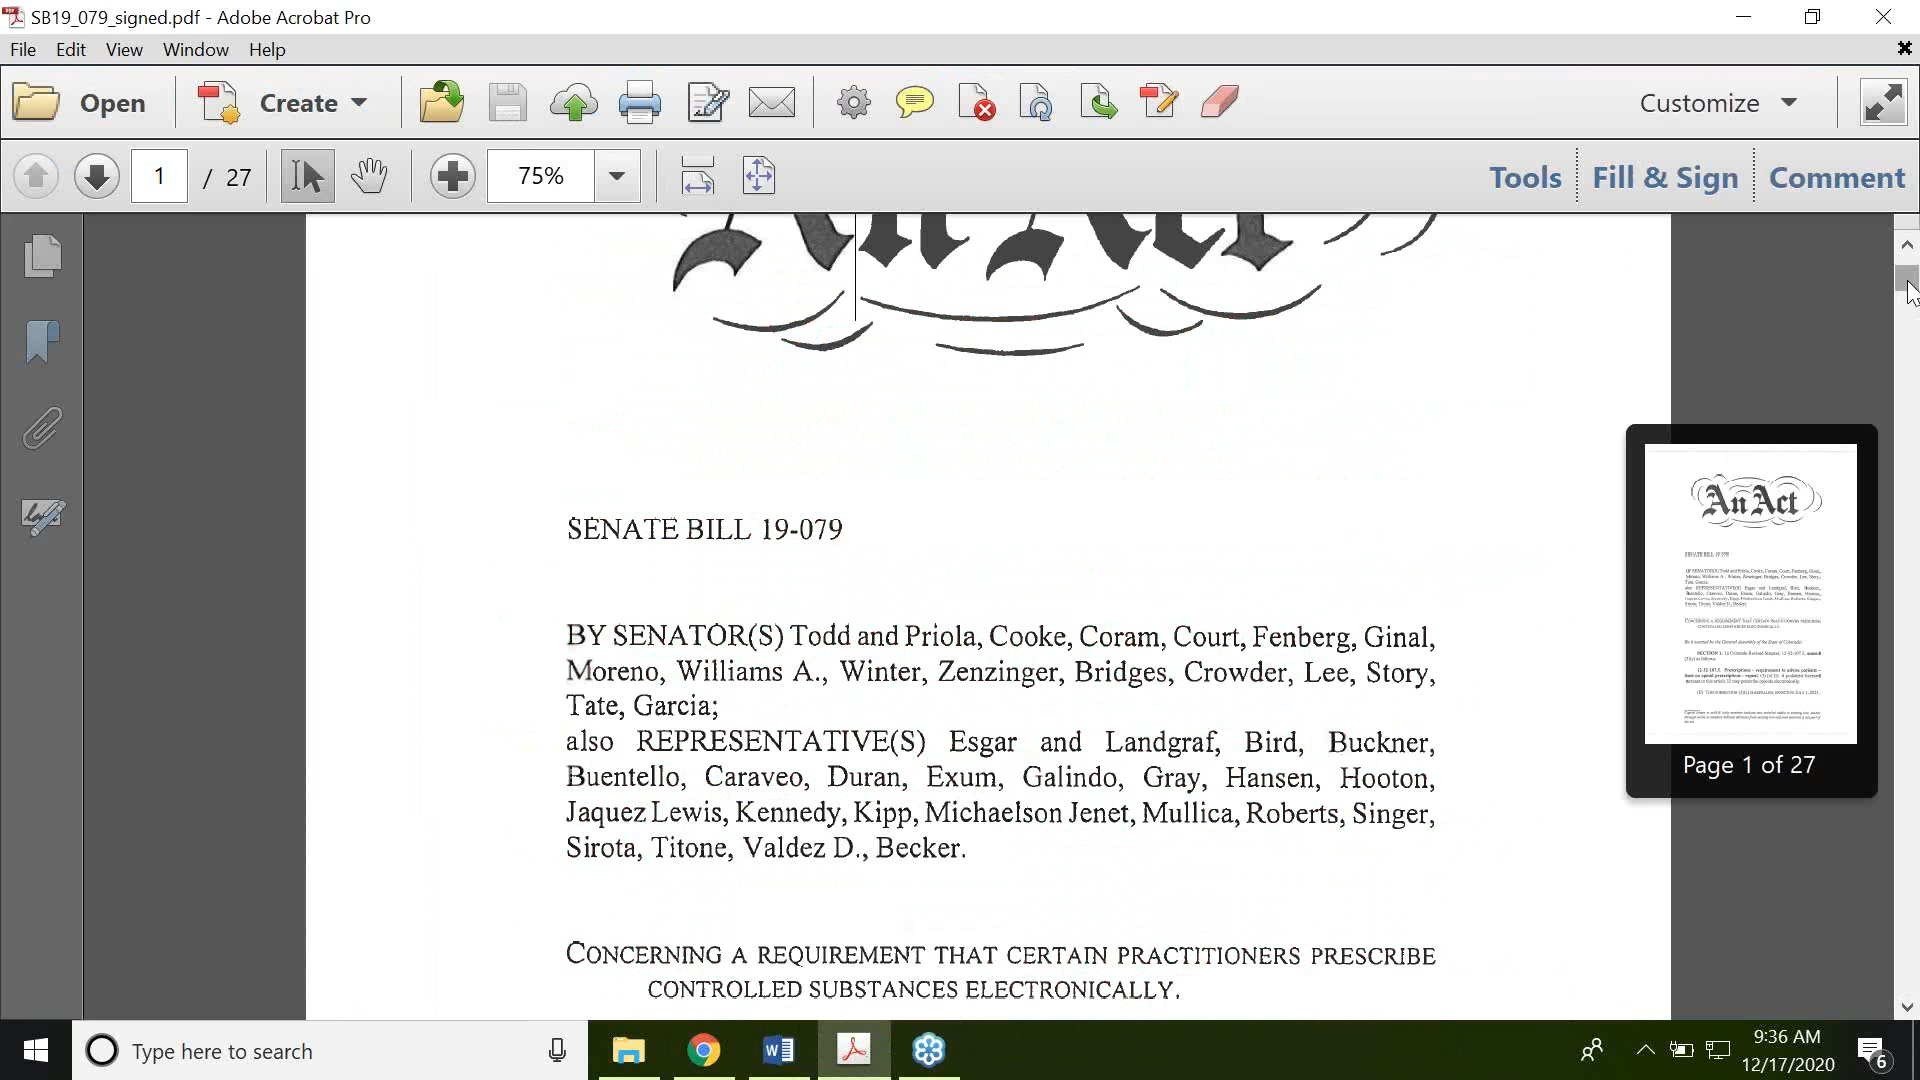 SB19_079_signed.pdf - Adobe Acrobat Pro
File Edit View Window Help
Open Create Customize
1 / 27 75% Tools Fill & Sign Comment
An Act
SENATE BILL 19-079
BY SENATOR(S) Todd and Priola, Cooke, Coram, Court, Fenberg, Ginal,
Moreno, Williams A., Winter, Zenzinger, Bridges, Crowder, Lee, Story,
Tate, Garcia;
also REPRESENTATIVE(S) Esgar and Landgraf, Bird, Buckner,
Buentello, Caraveo, Duran, Exum, Galindo, Gray, Hansen, Hooton,
Jaquez Lewis, Kennedy, Kipp, Michaelson Jenet, Mullica, Roberts, Singer,
Sirota, Titone, Valdez D., Becker.
CONCERNING A REQUIREMENT THAT CERTAIN PRACTITIONERS PRESCRIBE
CONTROLLED SUBSTANCES ELECTRONICALLY.
An Act
SENATE BILL 19-079
Page 1 of 27
Type here to search
9:36 AM
12/17/2020
6